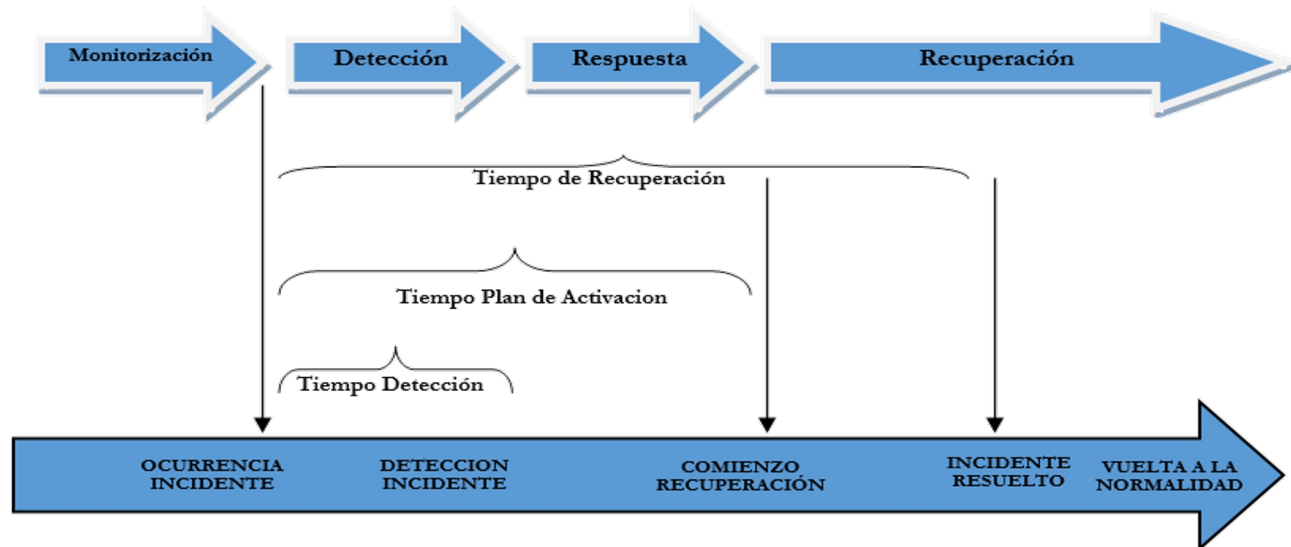 Monitorización
Detección
Respuesta
Recuperación
Tiempo de Recuperación
Tiempo Plan de Activacion
Tiempo Detección
OCURRENCIA
INCIDENTE
DETECCION
INCIDENTE
COMIENZO
RECUPERACIÓN
INCIDENTE
RESUELTO
VUELTA A LA
NORMALIDAD